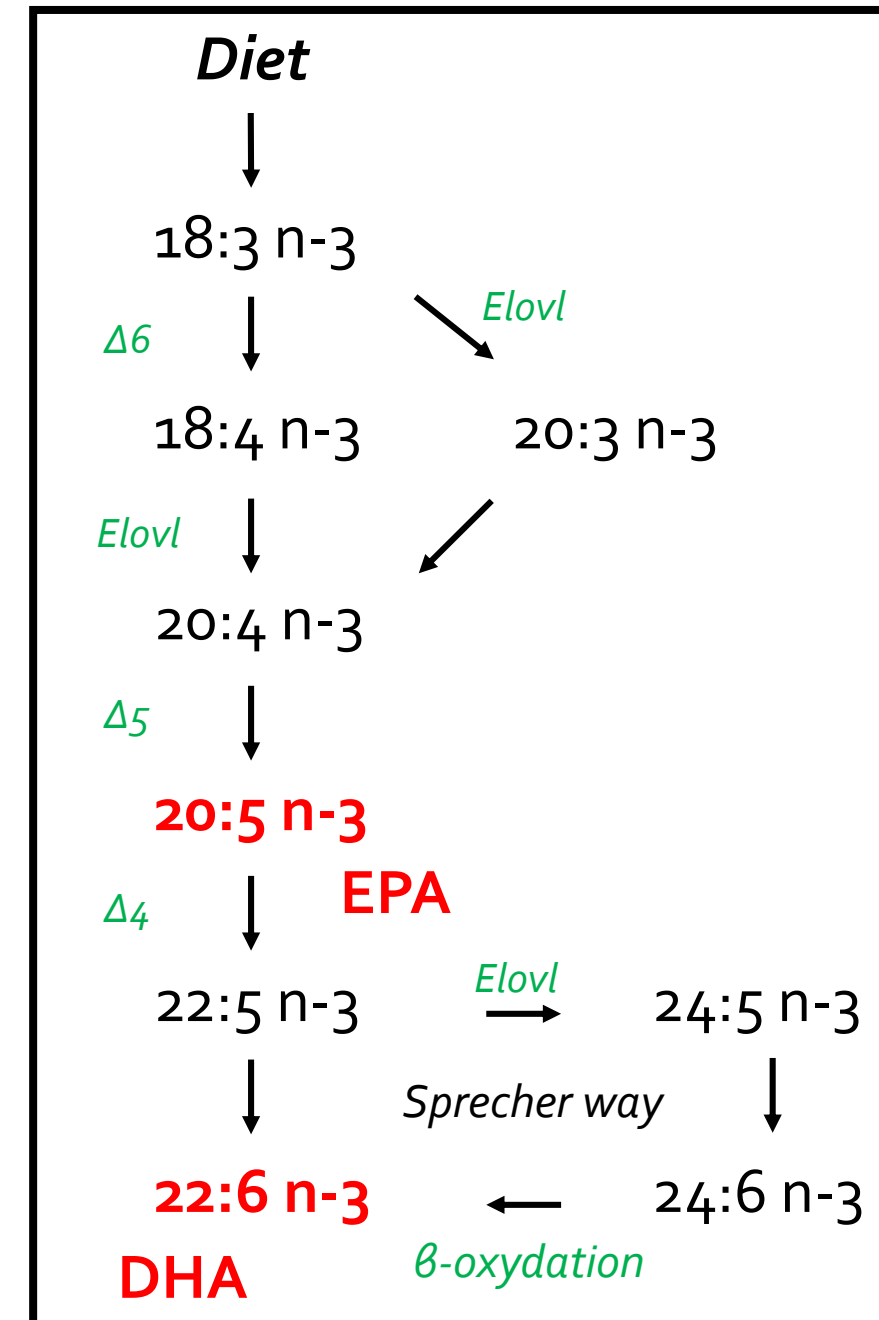 Diet
18:3 n-3
Elovl
Δ6
18:4 n-3 20:3 n-3
Elovl
20:4 n-3
Δ5
20:5 n-3
EPA
Δ4
Elovl
22:5 n-3 24:5 n-3
Sprecher way
22:6 n-3 24:6 n-3
DHA β-oxydation